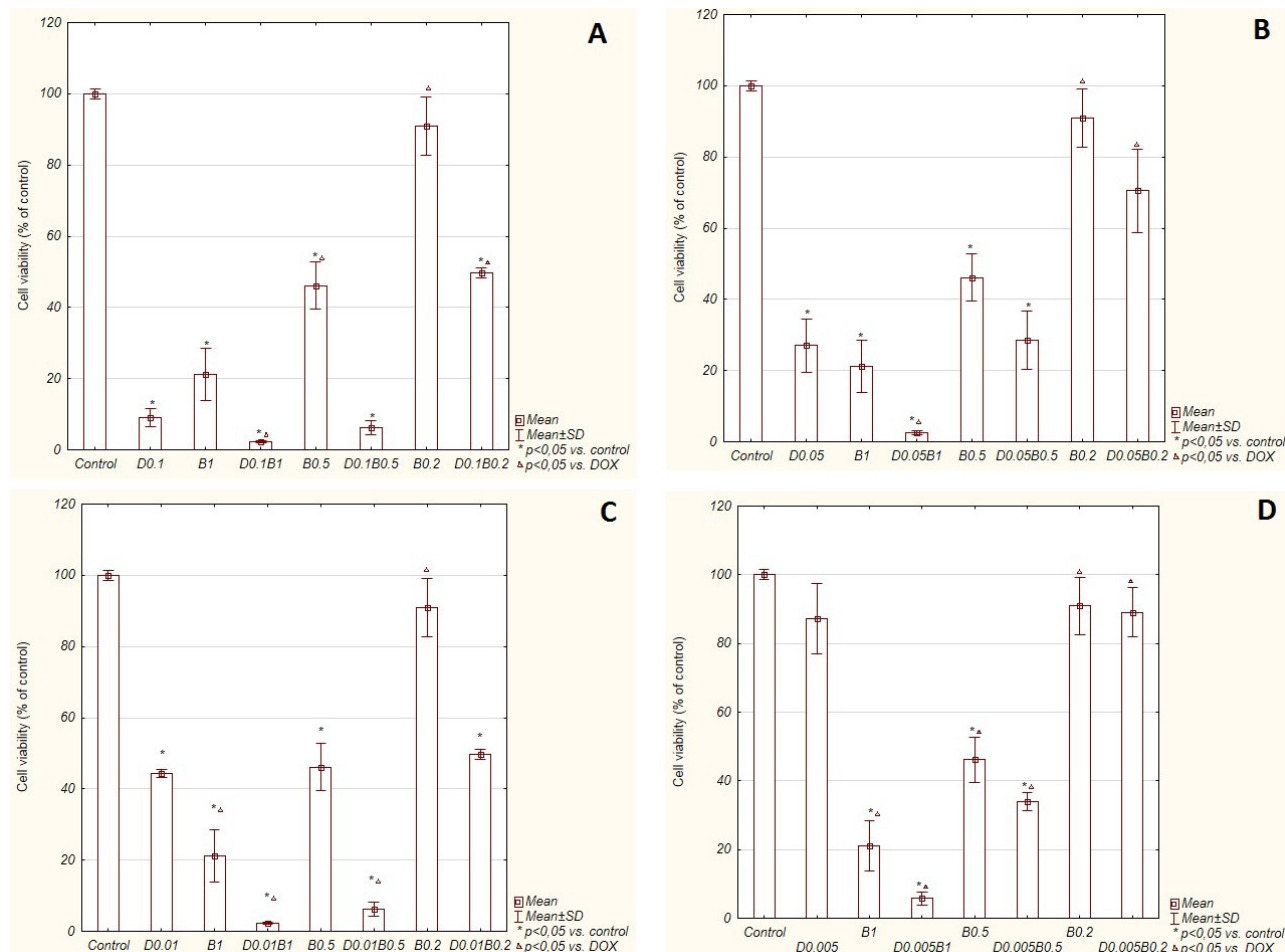 A
120
100
80
60
40
20
0
Cell viability (% of control)
* Δ
Δ
*
* Δ
*
* Δ
*
* Δ
Control D0.1 B1 D0.1B1 B0.5 D0.1B0.5 B0.2 D0.1B0.2
Mean
Mean±SD
* p<0,05 vs. control
Δ p<0,05 vs. DOX
B
120
100
80
60
40
20
0
Cell viability (% of control)
Control D0.05 B1 D0.05B1 B0.5 D0.05B0.5 B0.2 D0.05B0.2
Mean
Mean±SD
* p<0,05 vs. control
Δ p<0,05 vs. DOX
C
120
100
80
60
40
20
0
Cell viability (% of control)
Control D0.01 B1 D0.01B1 B0.5 D0.01B0.5 B0.2 D0.01B0.2
Mean
Mean±SD
* p<0,05 vs. control
Δ p<0,05 vs. DOX
D
120
100
80
60
40
20
0
Cell viability (% of control)
Control B1 B0.5 B0.2
D0.005 D0.005B1 D0.005B0.5 D0.005B0.2
Mean
Mean±SD
* p<0,05 vs. control
Δ p<0,05 vs. DOX